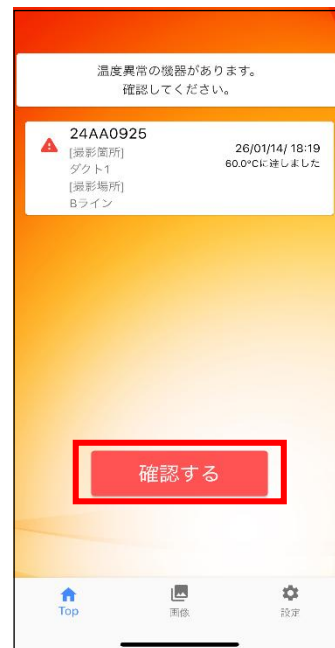 温度異常の機器があります。
確認してください。
24AA0925
[撮影箇所]
ダクト1
[撮影場所]
Bライン
26/01/14/ 18:19
60.0℃に達しました
確認する
Top
画像
設定